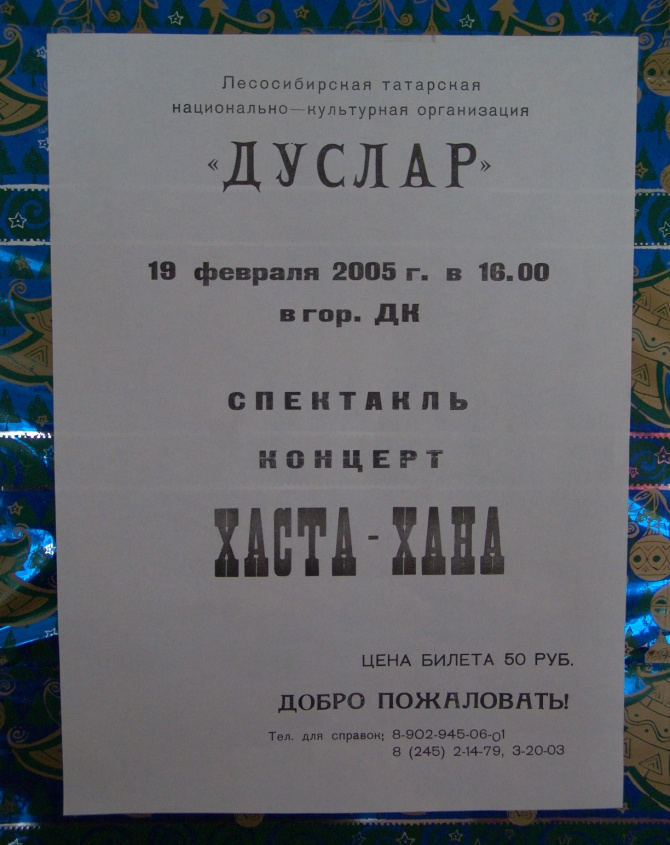 Лесосибирская татарская
национально—культурная организация
«ДУСЛАР»
19 февраля 2005 г. в 16.00
в гор. ДК
СПЕКТАКЛЬ
КОНЦЕРТ
ХАСТА - ХАНА
ЦЕНА БИЛЕТА 50 РУБ.
ДОБРО ПОЖАЛОВАТЬ!
Тел. для справок; 8-902-945-06-01
8 (245) 2-14-79, 3-20-03